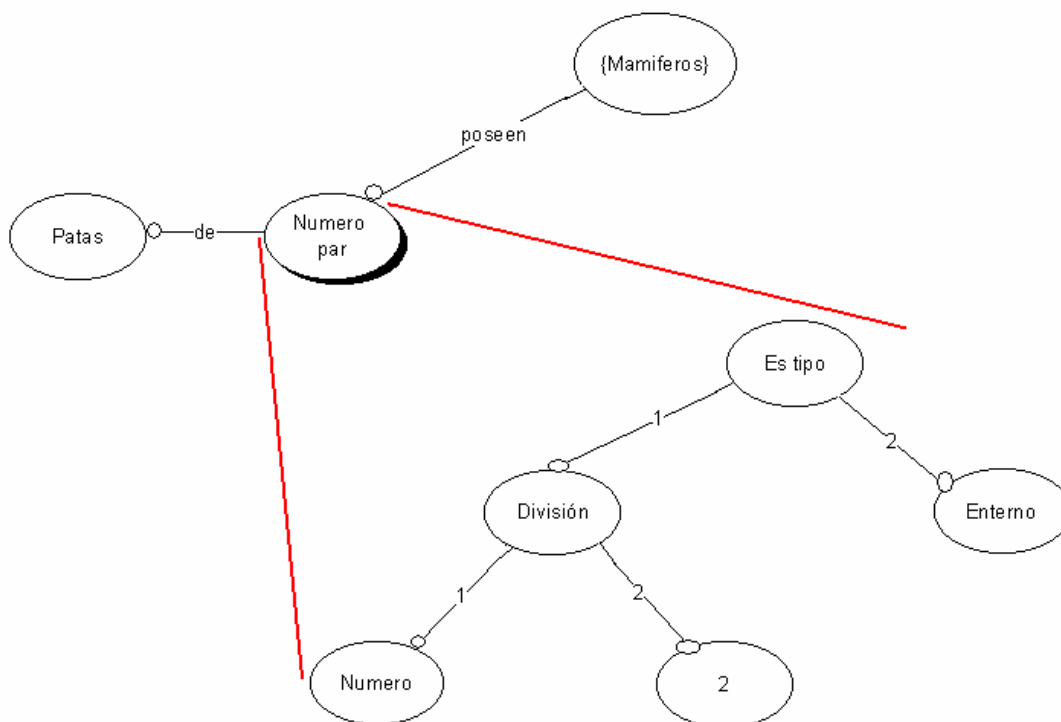 {Mamiferos}
poseen
Patas
de
Numero
par
Es tipo
1
2
División
Enterno
1
2
Numero
2